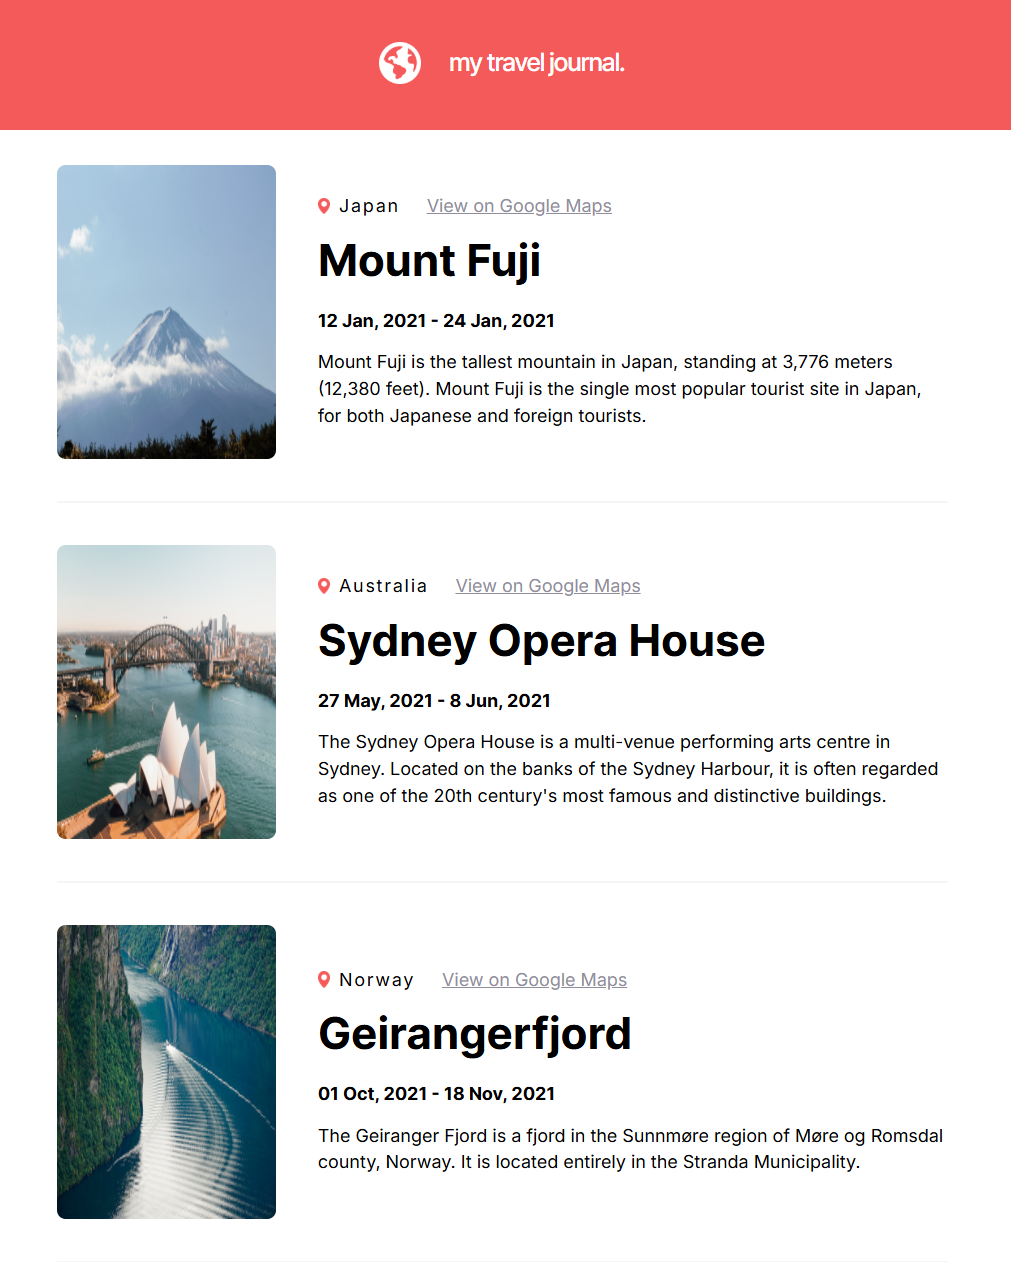 my travel journal.
Japan View on Google Maps
Mount Fuji
12 Jan, 2021 - 24 Jan, 2021
Mount Fuji is the tallest mountain in Japan, standing at 3,776 meters
(12,380 feet). Mount Fuji is the single most popular tourist site in Japan,
for both Japanese and foreign tourists.
Australia View on Google Maps
Sydney Opera House
27 May, 2021 - 8 Jun, 2021
The Sydney Opera House is a multi-venue performing arts centre in
Sydney. Located on the banks of the Sydney Harbour, it is often regarded
as one of the 20th century's most famous and distinctive buildings.
Norway View on Google Maps
Geirangerfjord
01 Oct, 2021 - 18 Nov, 2021
The Geiranger Fjord is a fjord in the Sunnmøre region of Møre og Romsdal
county, Norway. It is located entirely in the Stranda Municipality.